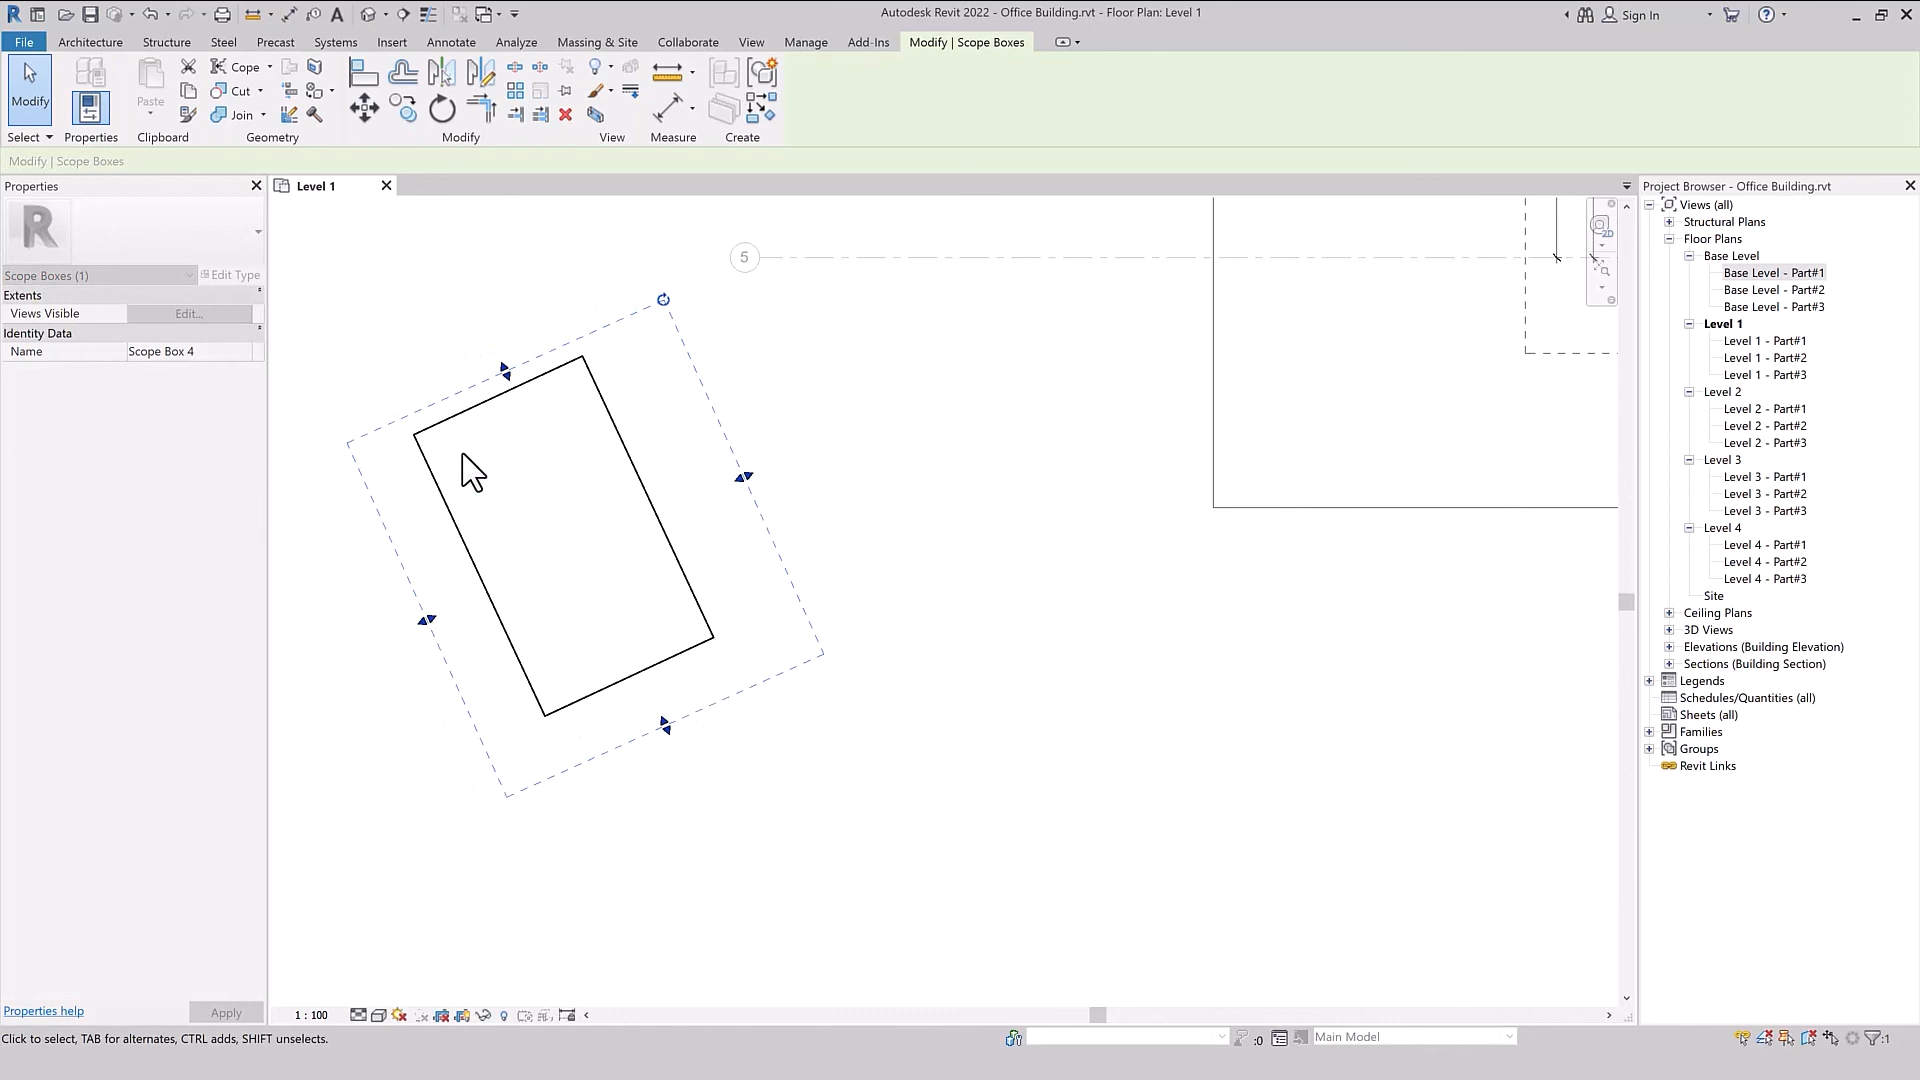 Autodesk Revit 2022 - Office Building.rvt - Floor Plan: Level 1
Sign In
File
Architecture
Structure
Steel
Precast
Systems
Insert
Annotate
Analyze
Massing & Site
Collaborate
View
Manage
Add-Ins
Modify | Scope Boxes
Modify
Paste
Cope
Cut
Join
Select
Properties
Clipboard
Geometry
Modify
View
Measure
Create
Modify | Scope Boxes
Properties
Scope Boxes (1)
Edit Type
Extents
Views Visible
Edit...
Identity Data
Name
Scope Box 4
Properties help
Apply
Level 1
5
2D
1 : 100
Project Browser - Office Building.rvt
Views (all)
Structural Plans
Floor Plans
Base Level
Base Level - Part#1
Base Level - Part#2
Base Level - Part#3
Level 1
Level 1 - Part#1
Level 1 - Part#2
Level 1 - Part#3
Level 2
Level 2 - Part#1
Level 2 - Part#2
Level 2 - Part#3
Level 3
Level 3 - Part#1
Level 3 - Part#2
Level 3 - Part#3
Level 4
Level 4 - Part#1
Level 4 - Part#2
Level 4 - Part#3
Site
Ceiling Plans
3D Views
Elevations (Building Elevation)
Sections (Building Section)
Legends
Schedules/Quantities (all)
Sheets (all)
Families
Groups
Revit Links
Click to select, TAB for alternates, CTRL adds, SHIFT unselects.
:0
Main Model
:1